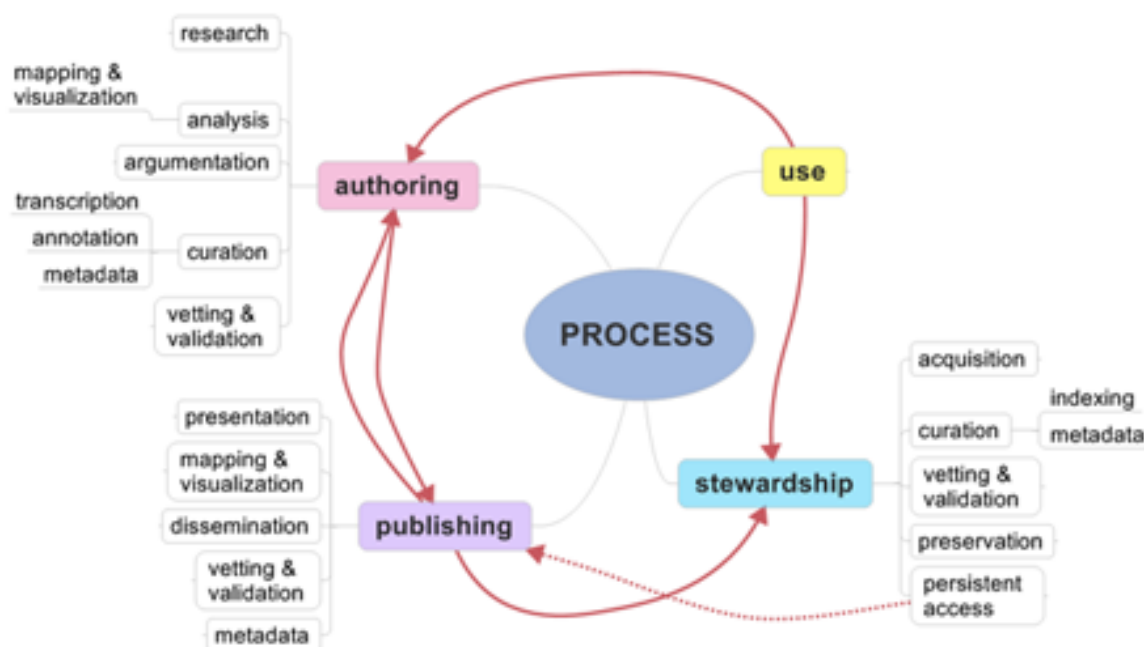 research
mapping &
visualization
analysis
argumentation
authoring
transcription
annotation
curation
metadata
vetting &
validation
use
PROCESS
presentation
mapping &
visualization
dissemination
publishing
vetting &
validation
metadata
stewardship
acquisition
indexing
curation
metadata
vetting &
validation
preservation
persistent
access